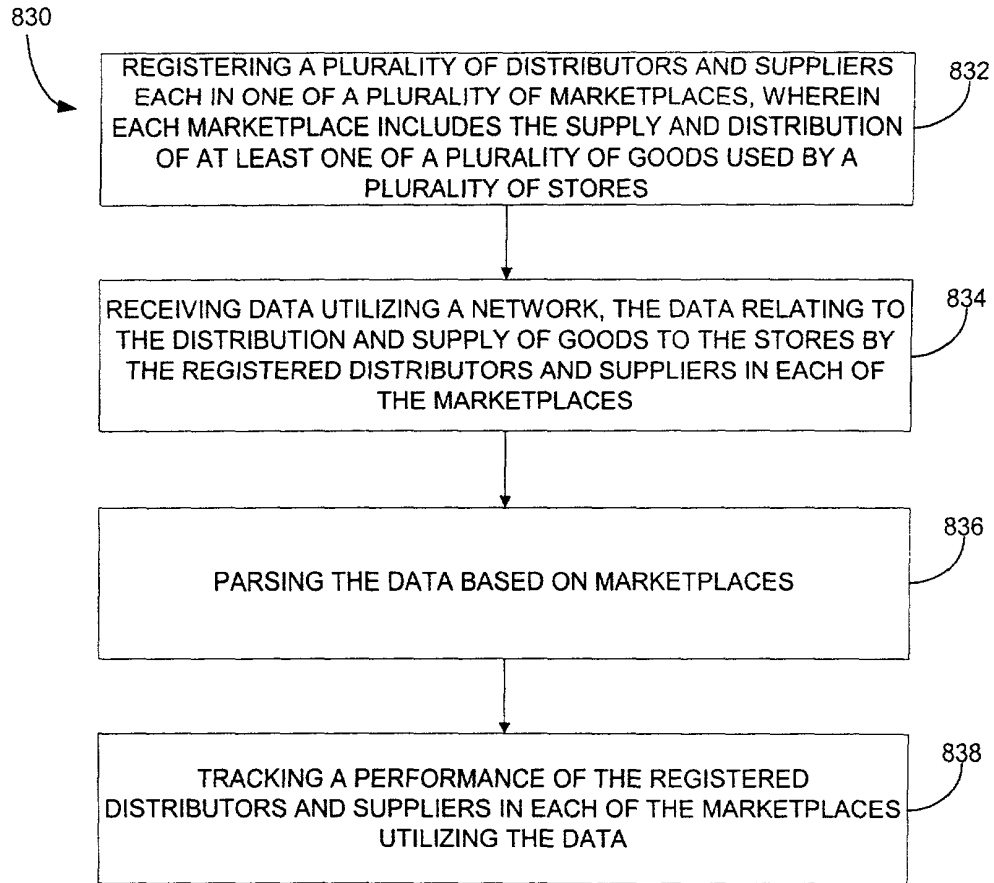 830
REGISTERING A PLURALITY OF DISTRIBUTORS AND SUPPLIERS
EACH IN ONE OF A PLURALITY OF MARKETPLACES, WHEREIN
EACH MARKETPLACE INCLUDES THE SUPPLY AND DISTRIBUTION
OF AT LEAST ONE OF A PLURALITY OF GOODS USED BY A
PLURALITY OF STORES
832
RECEIVING DATA UTILIZING A NETWORK, THE DATA RELATING TO
THE DISTRIBUTION AND SUPPLY OF GOODS TO THE STORES BY
THE REGISTERED DISTRIBUTORS AND SUPPLIERS IN EACH OF
THE MARKETPLACES
834
PARSING THE DATA BASED ON MARKETPLACES
836
TRACKING A PERFORMANCE OF THE REGISTERED
DISTRIBUTORS AND SUPPLIERS IN EACH OF THE MARKETPLACES
UTILIZING THE DATA
838